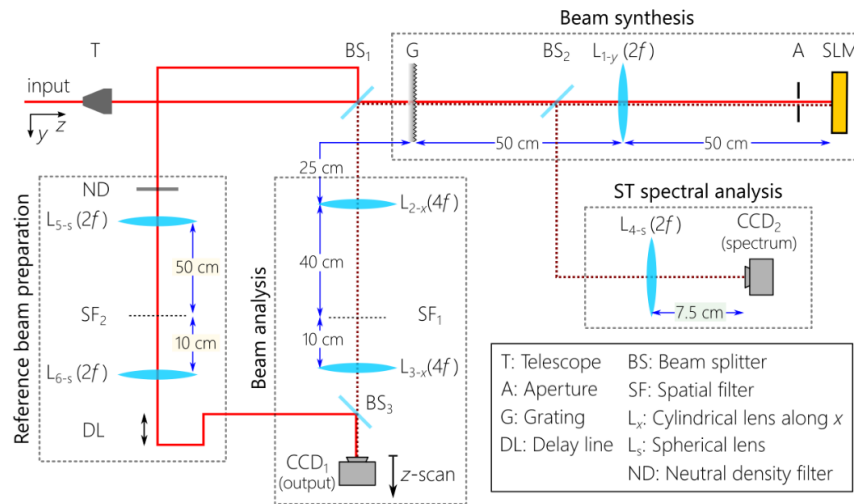 Beam synthesis
T
BS₁
G
BS₂
L₁₋y (2f)
A
SLM
input
z
y
50 cm
50 cm
25 cm
ND
L₅₋s (2f)
L₂₋x(4f)
ST spectral analysis
L₄₋s (2f)
CCD₂
(spectrum)
50 cm
40 cm
7.5 cm
Reference beam preparation
SF₂
Beam analysis
SF₁
10 cm
10 cm
L₆₋s (2f)
L₃₋x(4f)
BS₃
DL
CCD₁
(output)
z-scan
T: Telescope BS: Beam splitter
A: Aperture SF: Spatial filter
G: Grating Lₓ: Cylindrical lens along x
DL: Delay line Lₛ: Spherical lens
ND: Neutral density filter